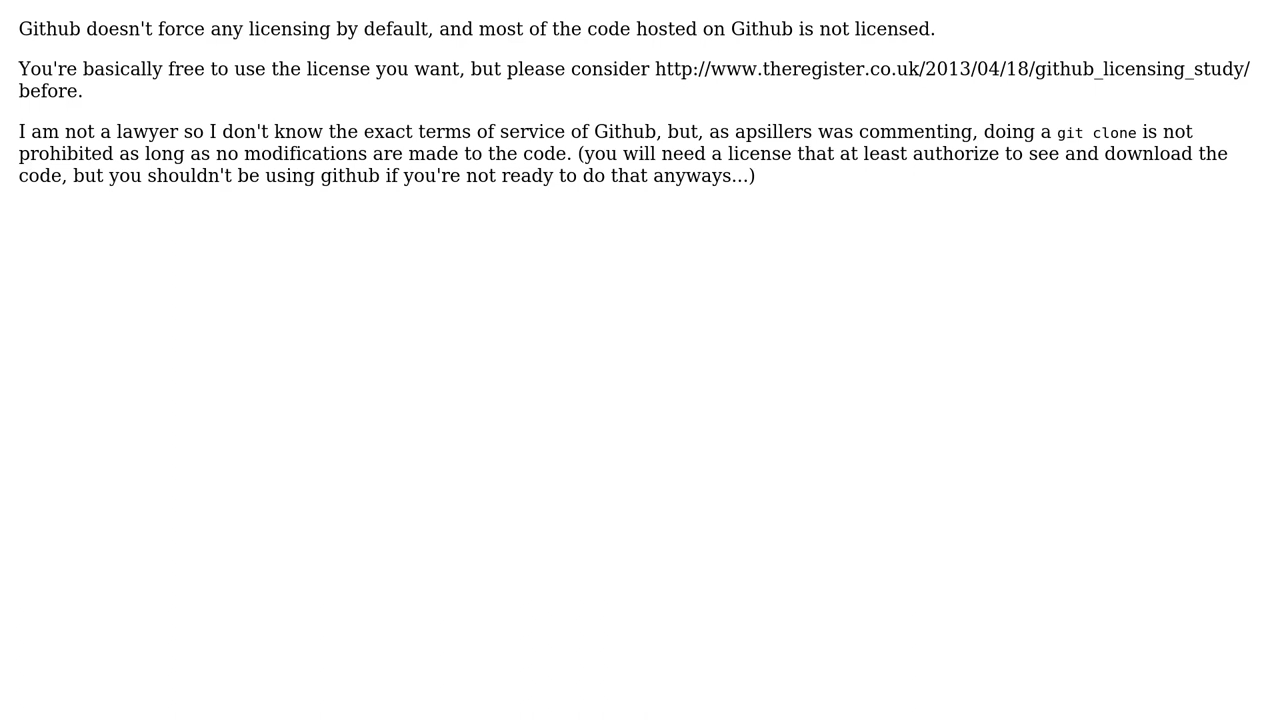 Github doesn't force any licensing by default, and most of the code hosted on Github is not licensed.
You're basically free to use the license you want, but please consider http://www.theregister.co.uk/2013/04/18/github_licensing_study/
before.
I am not a lawyer so I don't know the exact terms of service of Github, but, as apsillers was commenting, doing a git clone is not
prohibited as long as no modifications are made to the code. (you will need a license that at least authorize to see and download the
code, but you shouldn't be using github if you're not ready to do that anyways...)